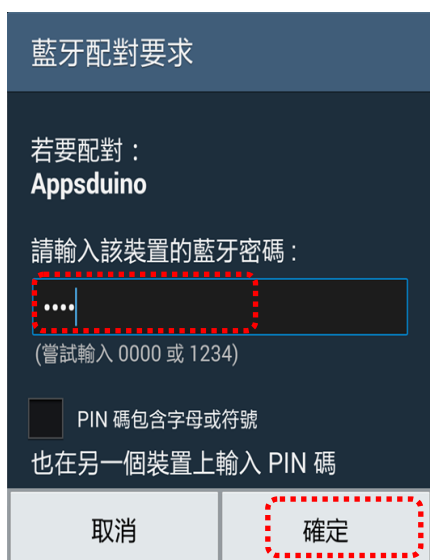 藍牙配對要求
若要配對：
Appsduino
請輸入該裝置的藍牙密碼：
••••
(嘗試輸入 0000 或 1234)
PIN 碼包含字母或符號
也在另一個裝置上輸入 PIN 碼
取消
確定